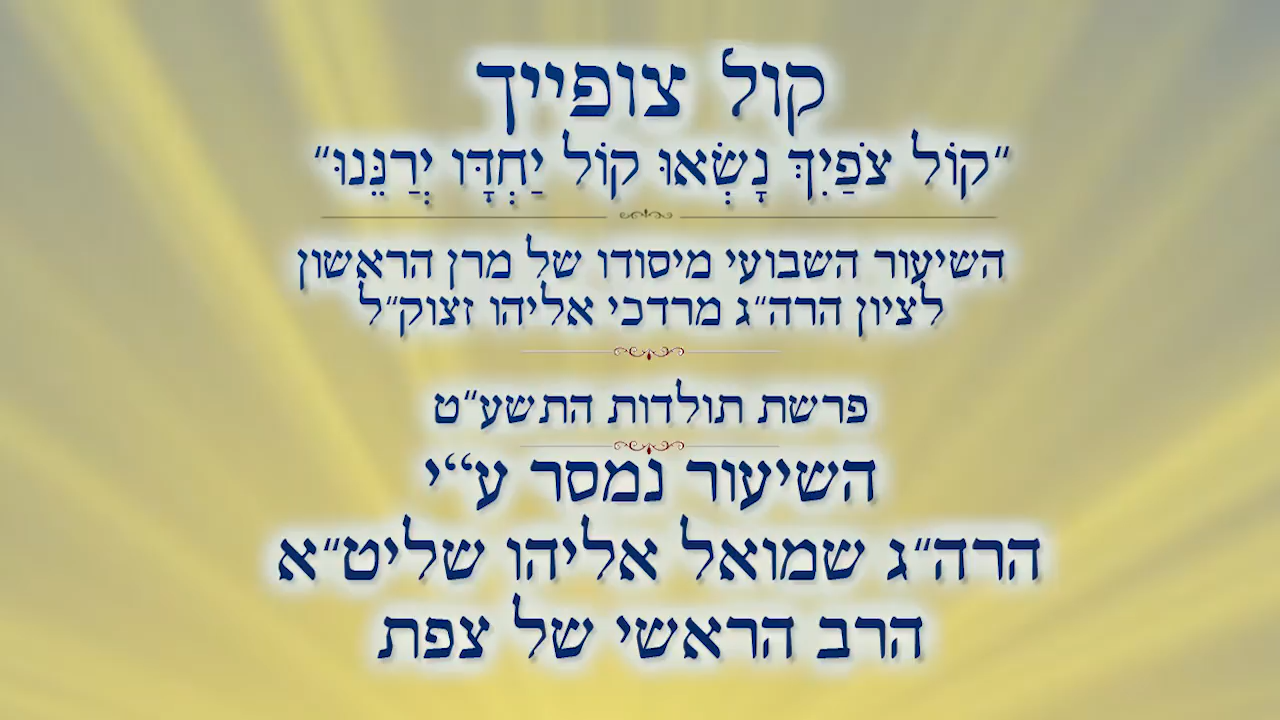 קול צופייך
"קוֹל צֹפַיִךְ נָשְׂאוּ קוֹל יַחְדָּו יְרַנֵּנוּ"
השיעור השבועי מיסודו של מרן הראשון
לציון הרה"ג מרדכי אליהו זצוק"ל
פרשת תולדות התשע"ט
השיעור נמסר ע"י
הרה"ג שמואל אליהו שליט"א
הרב הראשי של צפת